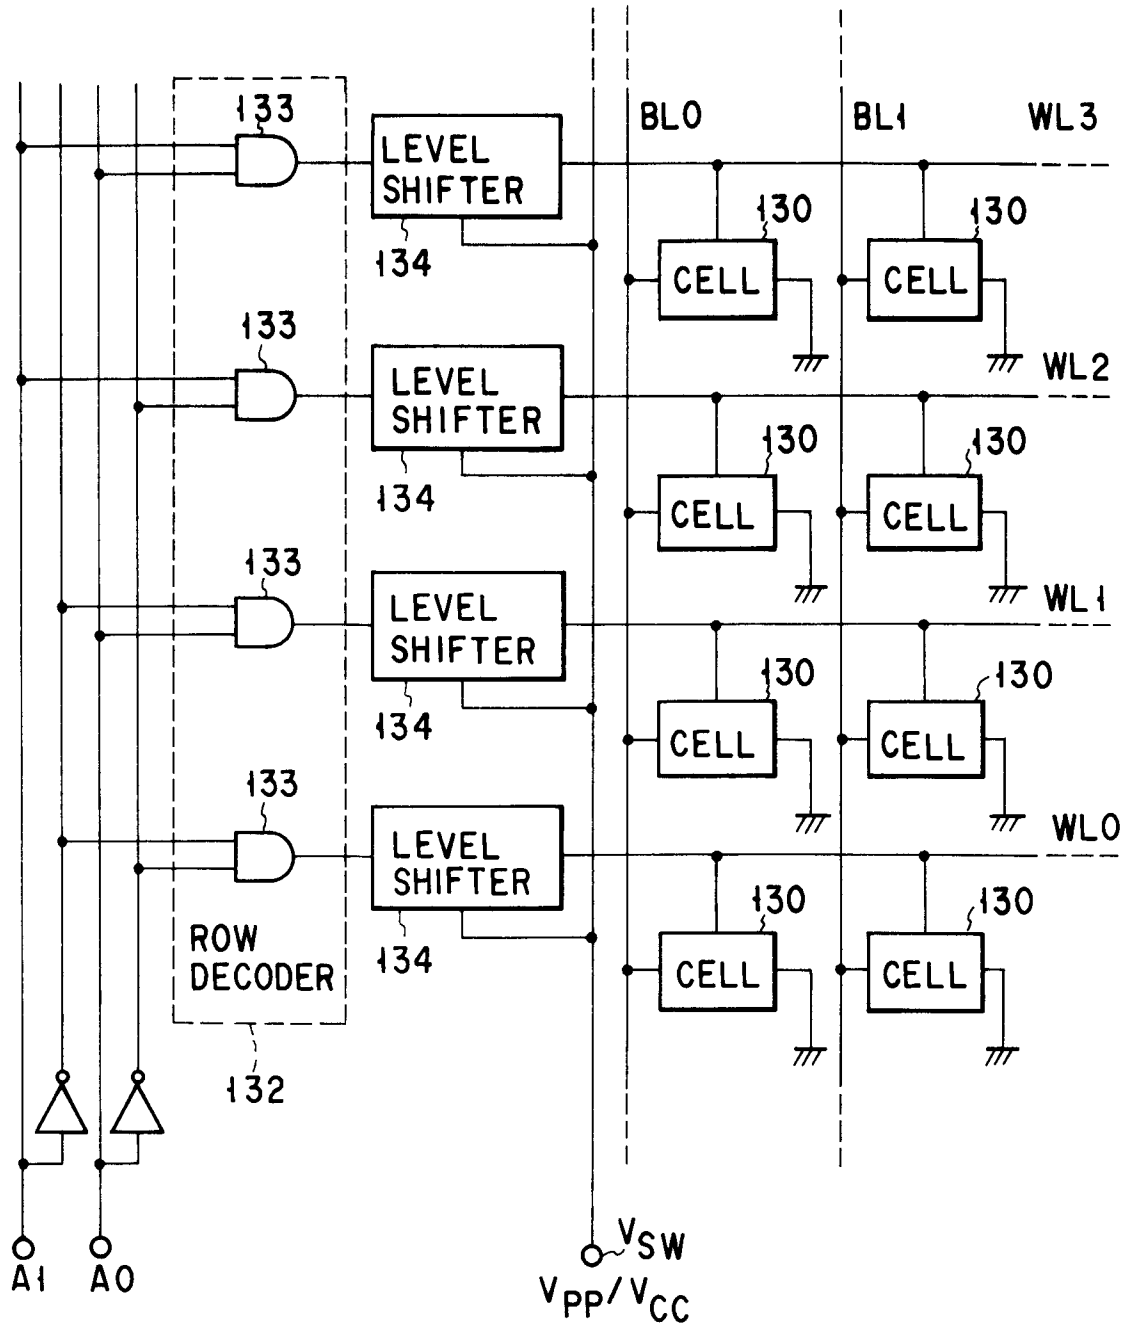 133
BL0
BL1
WL3
LEVEL
SHIFTER
134
130
130
CELL
CELL
133
WL2
LEVEL
SHIFTER
134
130
130
CELL
CELL
133
WL1
LEVEL
SHIFTER
134
130
130
CELL
CELL
133
WL0
LEVEL
SHIFTER
134
130
130
CELL
CELL
ROW
DECODER
132
A1
A0
VSW
VPP/VCC